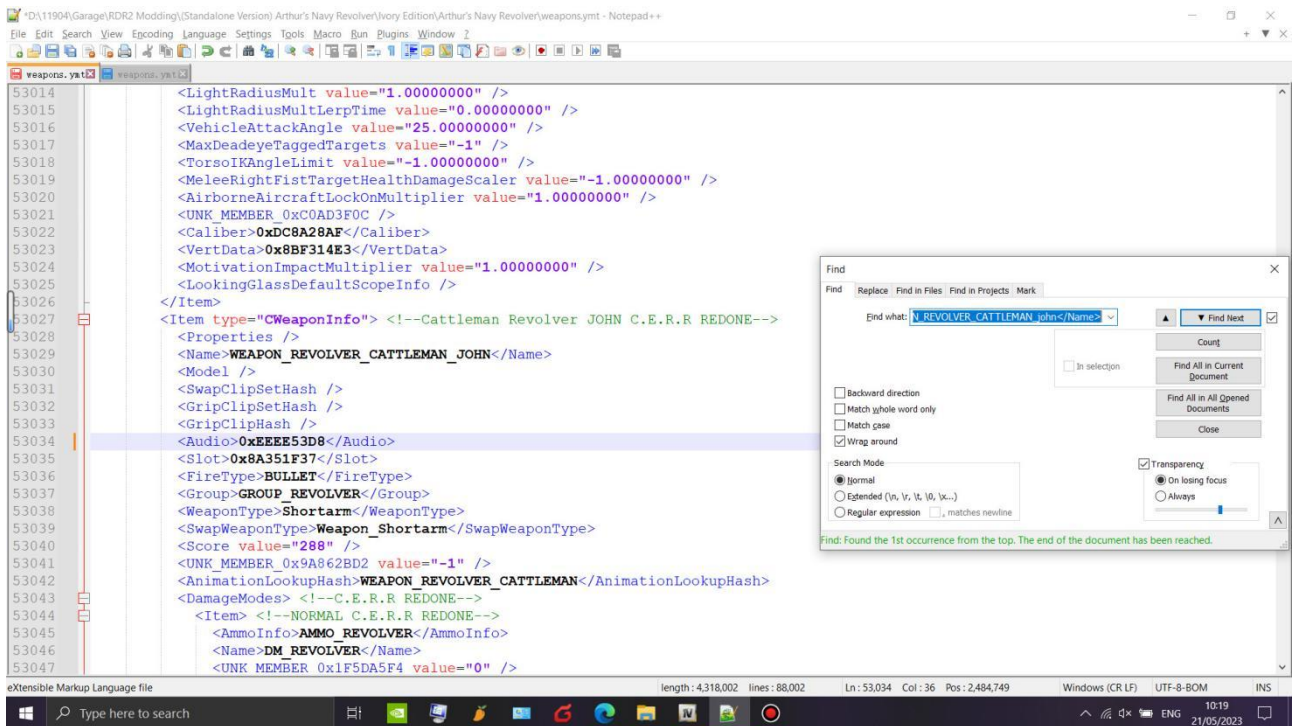 *D:\11904\Garage\RDR2 Modding\(Standalone Version) Arthur's Navy Revolver\Ivory Edition\Arthur's Navy Revolver\weapons.ymt - Notepad++
File Edit Search View Encoding Language Settings Tools Macro Run Plugins Window ?
weapons.ymt weapons.ymt
53014 <LightRadiusMult value="1.00000000" />
53015 <LightRadiusMultLerpTime value="0.00000000" />
53016 <VehicleAttackAngle value="25.00000000" />
53017 <MaxDeadeyeTaggedTargets value="-1" />
53018 <TorsoIKAngleLimit value="-1.00000000" />
53019 <MeleeRightFistTargetHealthDamageScaler value="-1.00000000" />
53020 <AirborneAircraftLockOnMultiplier value="1.00000000" />
53021 <UNK_MEMBER_0xC0AD3F0C />
53022 <Caliber>0xDC8A28AF</Caliber>
53023 <VertData>0x8BF314E3</VertData>
53024 <MotivationImpactMultiplier value="1.00000000" />
53025 <LookingGlassDefaultScopeInfo />
53026 </Item>
53027 <Item type="CWeaponInfo"> <!--Cattleman Revolver JOHN C.E.R.R REDONE-->
53028 <Properties />
53029 <Name>WEAPON_REVOLVER_CATTLEMAN_JOHN</Name>
53030 <Model />
53031 <SwapClipSetHash />
53032 <GripClipSetHash />
53033 <GripClipHash />
53034 <Audio>0xEEEE53D8</Audio>
53035 <Slot>0x8A351F37</Slot>
53036 <FireType>BULLET</FireType>
53037 <Group>GROUP_REVOLVER</Group>
53038 <WeaponType>Shortarm</WeaponType>
53039 <SwapWeaponType>Weapon_Shortarm</SwapWeaponType>
53040 <Score value="288" />
53041 <UNK_MEMBER_0x9A862BD2 value="-1" />
53042 <AnimationLookupHash>WEAPON_REVOLVER_CATTLEMAN</AnimationLookupHash>
53043 <DamageModes> <!--C.E.R.R REDONE-->
53044 <Item> <!--NORMAL C.E.R.R REDONE-->
53045 <AmmoInfo>AMMO_REVOLVER</AmmoInfo>
53046 <Name>DM_REVOLVER</Name>
53047 <UNK_MEMBER_0x1F5DA5F4 value="0" />
Find
Find Replace Find in Files Find in Projects Mark
Find what: N_REVOLVER_CATTLEMAN_john</Name>
▲ ▼ Find Next
Count
In selection
Find All in Current Document
Find All in All Opened Documents
Close
Backward direction
Match whole word only
Match case
Wrap around
Search Mode
Normal
Extended (\n, \r, \t, \0, \x...)
Regular expression . matches newline
Transparency
On losing focus
Always
Find: Found the 1st occurrence from the top. The end of the document has been reached.
eXtensible Markup Language file length : 4,318,002 lines : 88,002 Ln : 53,034 Col : 36 Pos : 2,484,749 Windows (CR LF) UTF-8-BOM INS
Type here to search
ENG
10:19
21/05/2023